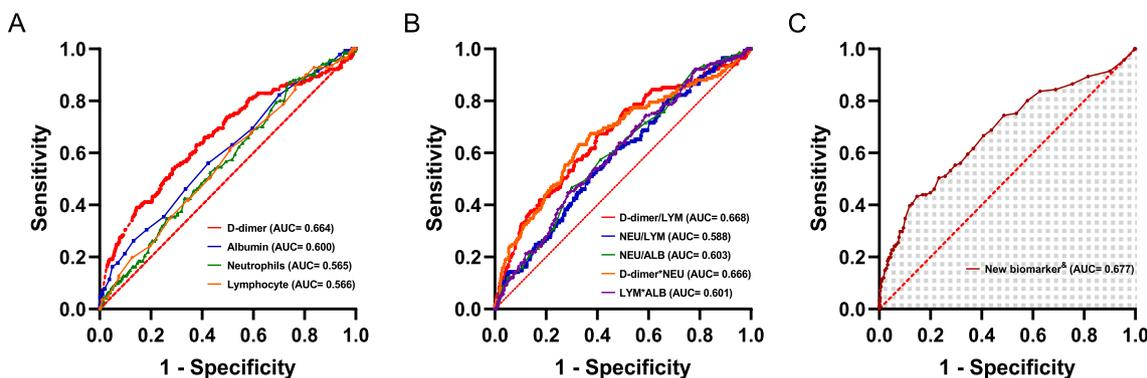 A
1.0
0.8
0.6
0.4
0.2
0.0
Sensitivity
D-dimer (AUC= 0.664)
Albumin (AUC= 0.600)
Neutrophils (AUC= 0.565)
Lymphocyte (AUC= 0.566)
0.0 0.2 0.4 0.6 0.8 1.0
1 - Specificity
B
1.0
0.8
0.6
0.4
0.2
0.0
Sensitivity
D-dimer/LYM (AUC= 0.668)
NEU/LYM (AUC= 0.588)
NEU/ALB (AUC= 0.603)
D-dimer*NEU (AUC= 0.666)
LYM*ALB (AUC= 0.601)
0.0 0.2 0.4 0.6 0.8 1.0
1 - Specificity
C
1.0
0.8
0.6
0.4
0.2
0.0
Sensitivity
New biomarker& (AUC= 0.677)
0.0 0.2 0.4 0.6 0.8 1.0
1 - Specificity